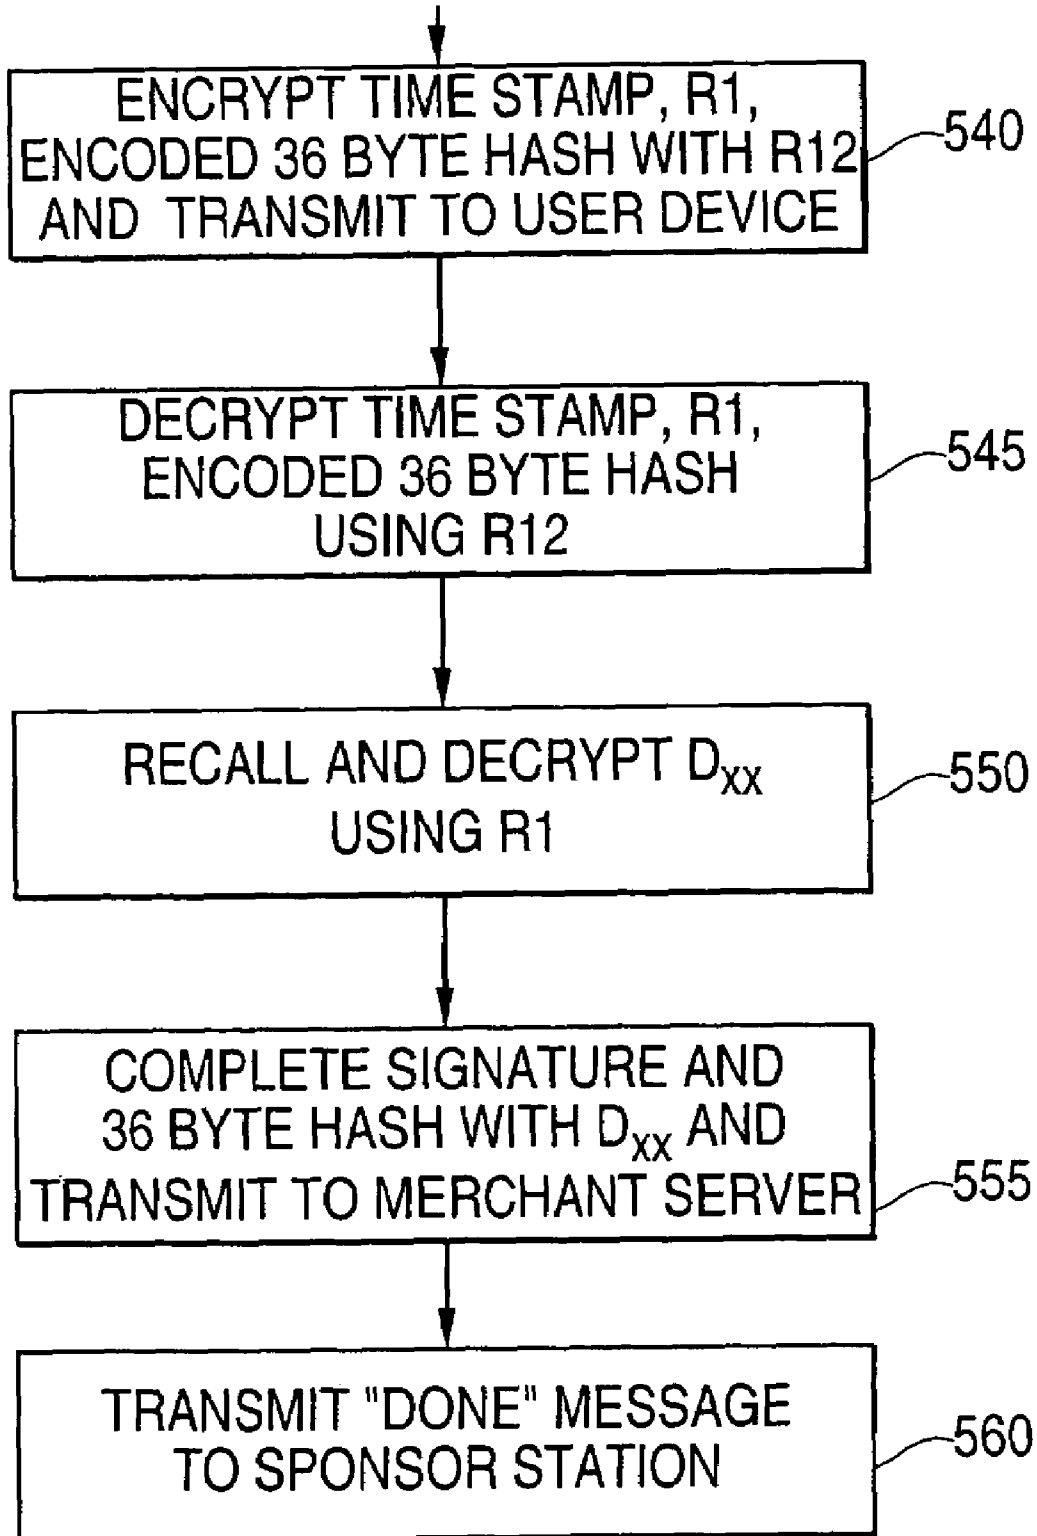 ENCRYPT TIME STAMP, R1,
ENCODED 36 BYTE HASH WITH R12
AND TRANSMIT TO USER DEVICE
540
DECRYPT TIME STAMP, R1,
ENCODED 36 BYTE HASH
USING R12
545
RECALL AND DECRYPT DXX
USING R1
550
COMPLETE SIGNATURE AND
36 BYTE HASH WITH DXX AND
TRANSMIT TO MERCHANT SERVER
555
TRANSMIT "DONE" MESSAGE
TO SPONSOR STATION
560